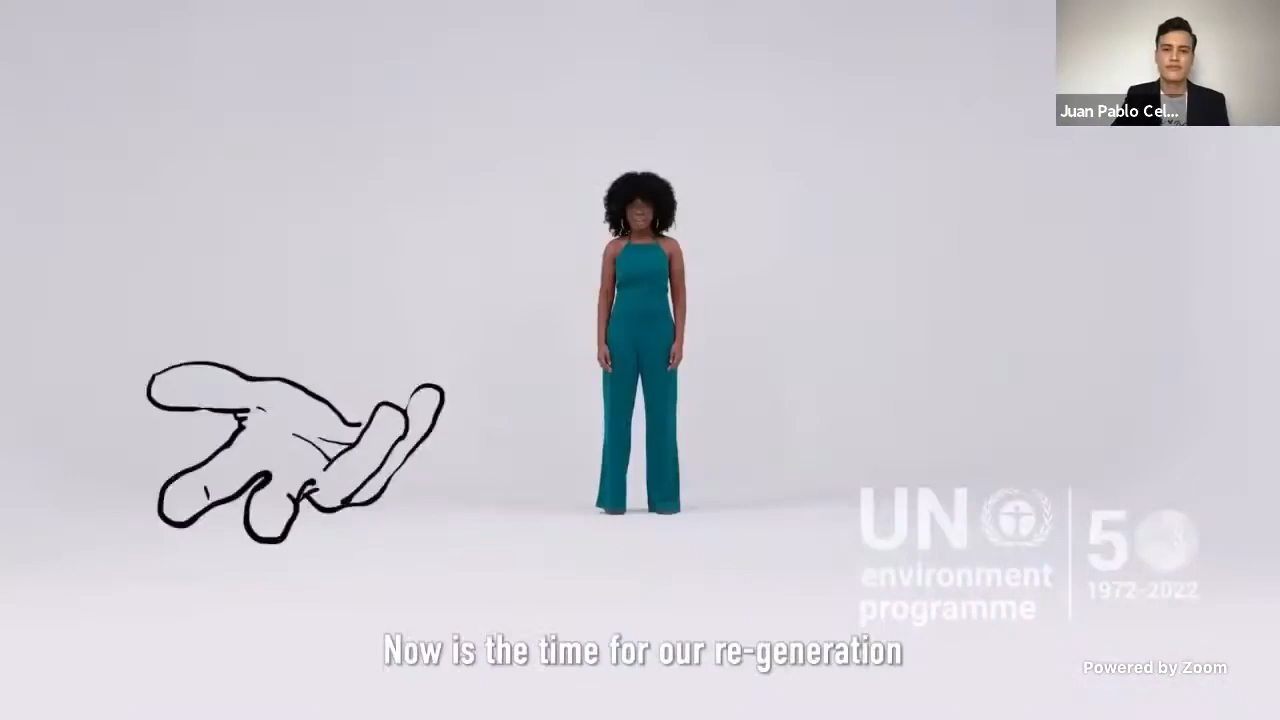 Juan Pablo Cel...
UN
environment
programme
50
1972-2022
Now is the time for our re-generation
Powered by Zoom